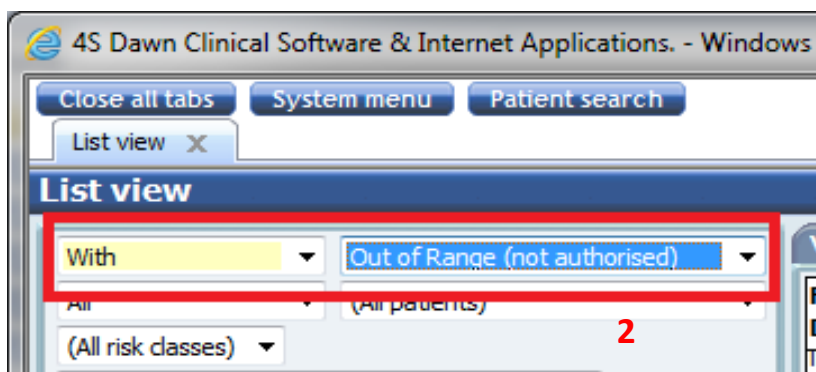 4S Dawn Clinical Software & Internet Applications. - Windows
Close all tabs System menu Patient search
List view X
List view
With Out of Range (not authorised)
All (All patients)
2
(All risk classes)